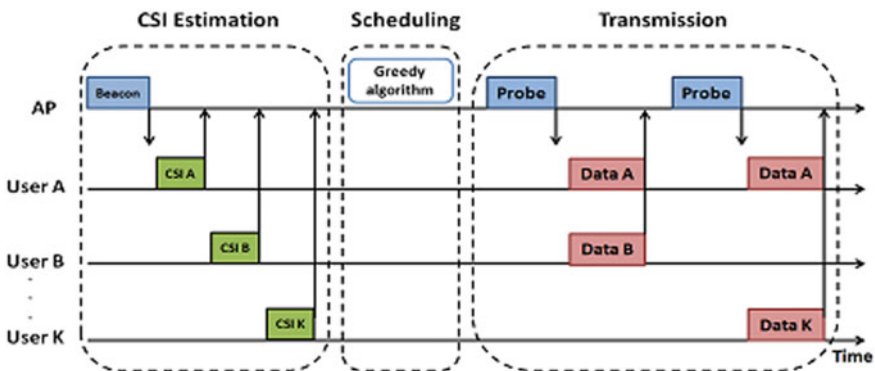 CSI Estimation
Scheduling
Transmission
AP
Beacon
Greedy
algorithm
Probe
Probe
User A
CSI A
Data A
Data A
User B
CSI B
Data B
User K
CSI K
Data K
Time